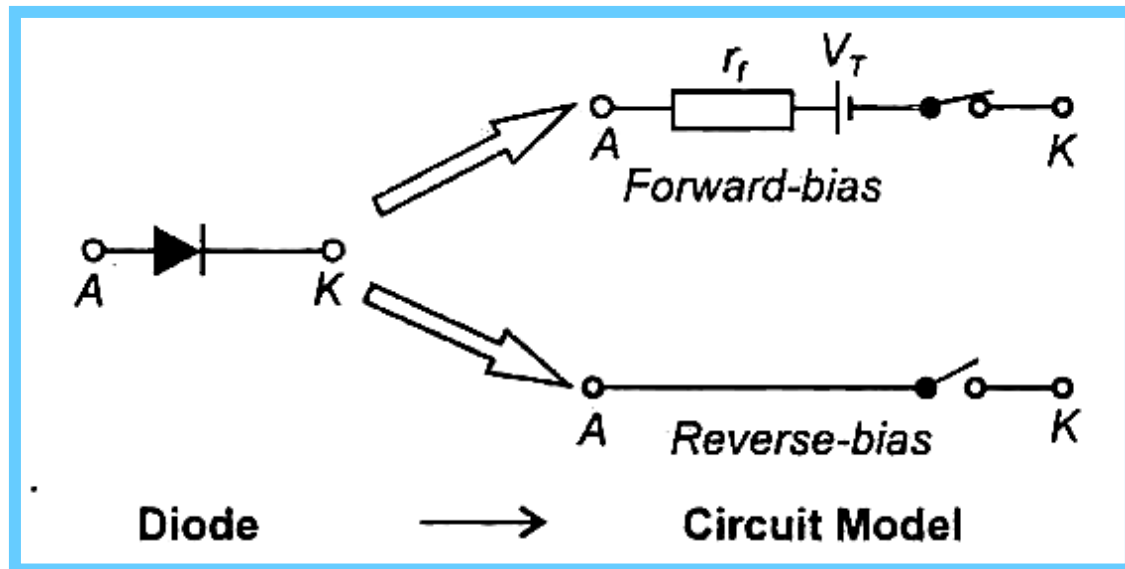 r_f V_T
A K
Forward-bias
A K
A K
Reverse-bias
Diode → Circuit Model